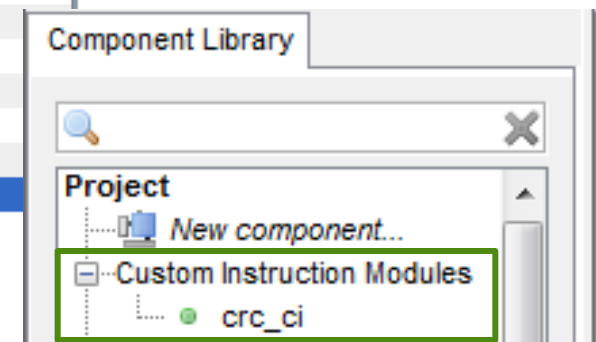 Component Library
Project
New component...
Custom Instruction Modules
crc_ci